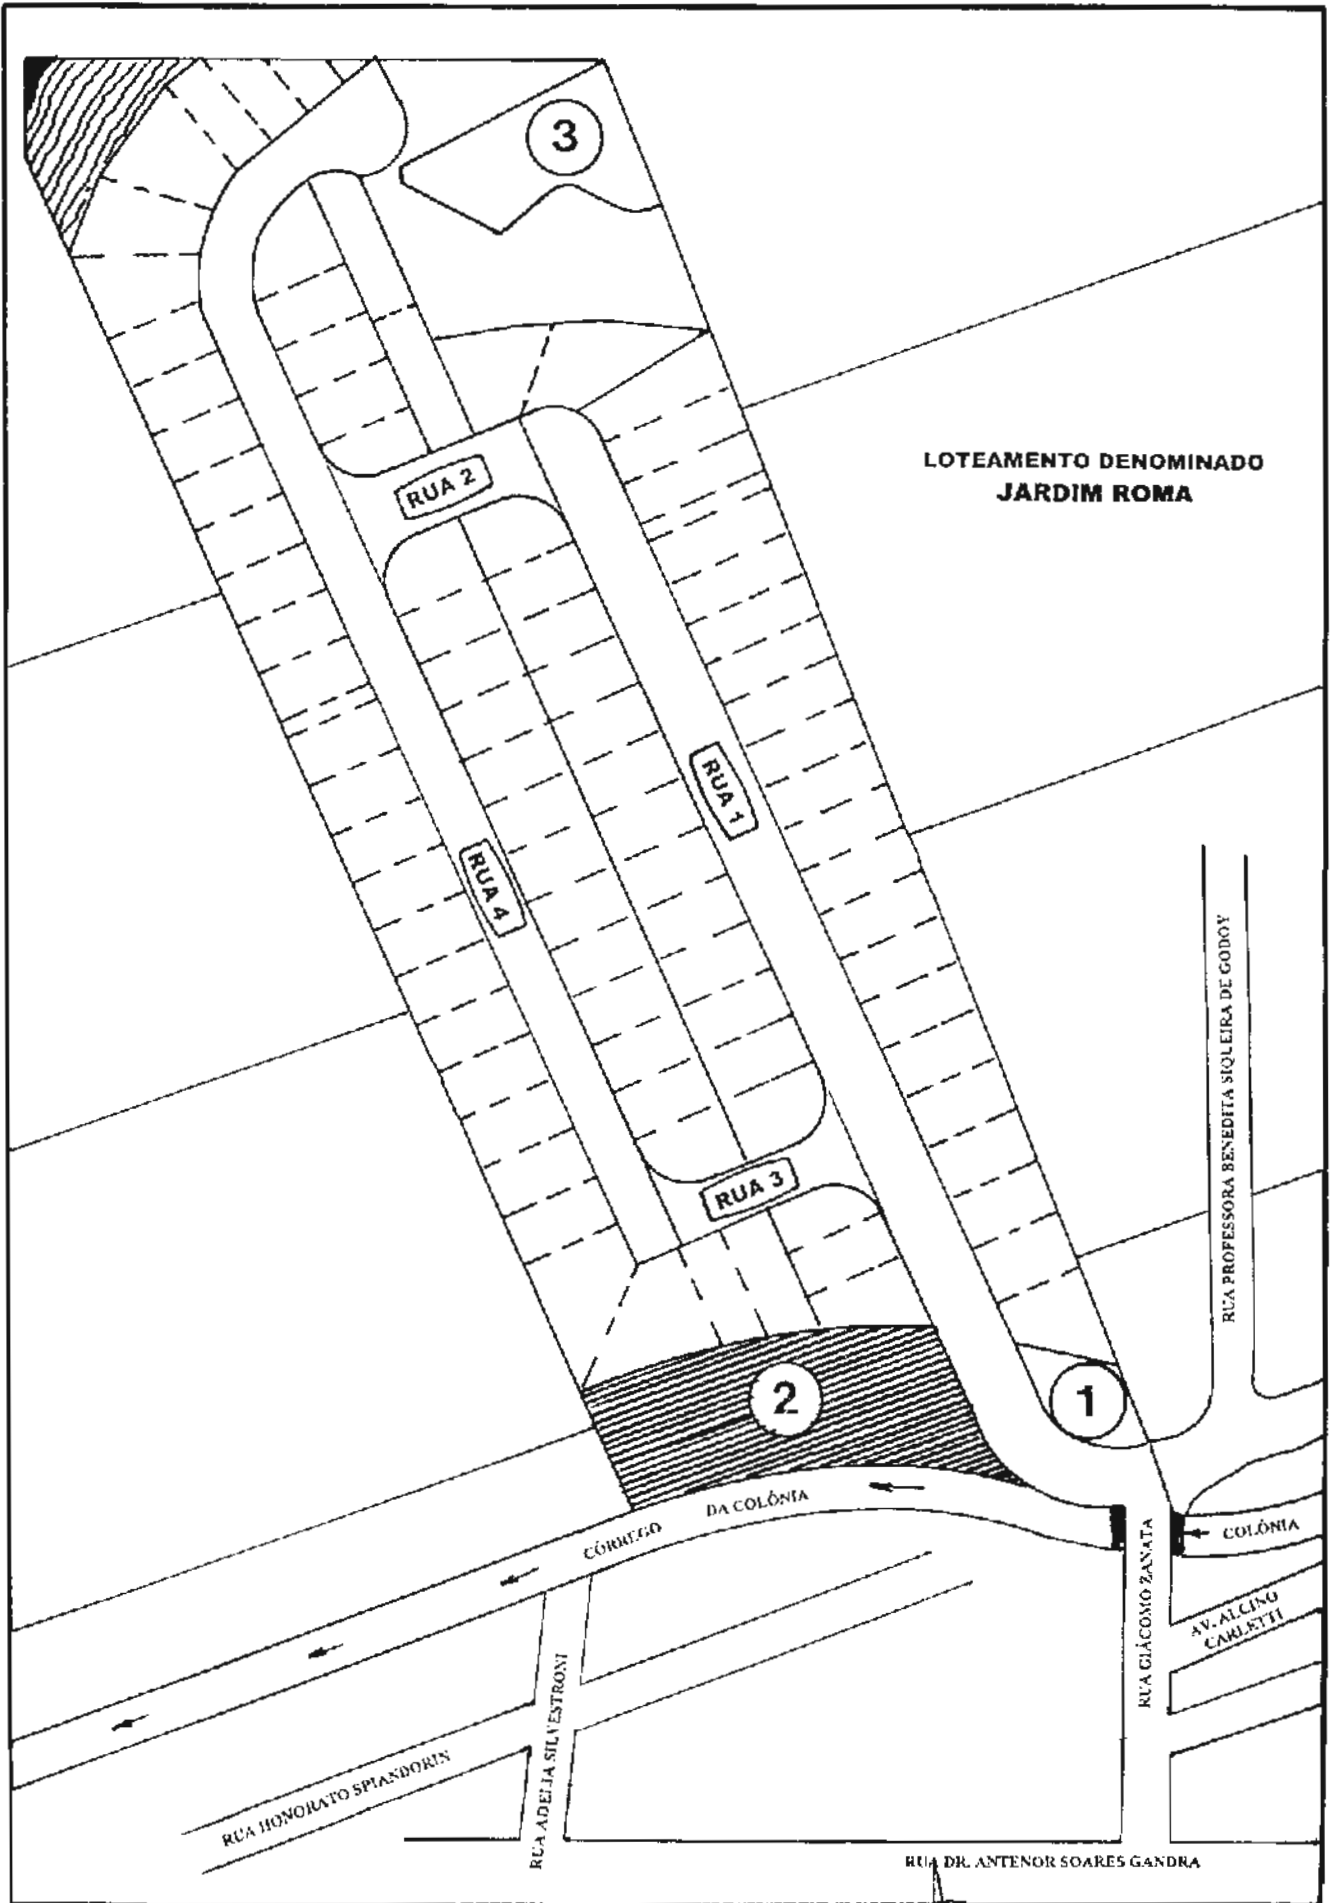 3
LOTEAMENTO DENOMINADO
JARDIM ROMA
RUA 2
RUA 1
RUA 4
RUA PROFESSORA BENEDITA SIQUEIRA DE GODOY
RUA 3
2
1
CÓRREGO DA COLÔNIA
COLÔNIA
RUA GIÁCOMO ZANATA
AV. ALCINO
CARLETTI
RUA ADELIA SILVESTRONI
RUA HONORATO SPIANDORIN
RUA DR. ANTENOR SOARES GANDRA